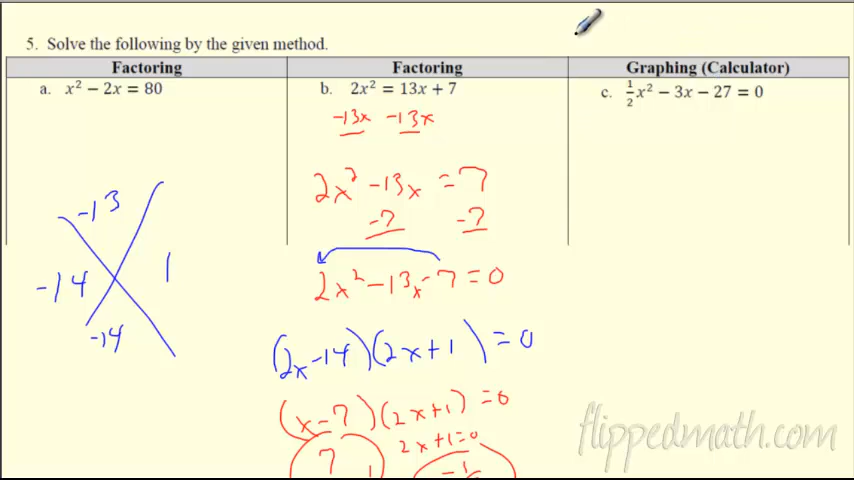 5. Solve the following by the given method.
Factoring
Factoring
Graphing (Calculator)
a. x² − 2x = 80
b. 2x² = 13x + 7
c. ½x² − 3x − 27 = 0
-13x -13x
2x² -13x = 7
-7 -7
2x² -13x -7 = 0
-13
-14 1
-14
(2x-14)(2x+1) = 0
(x-7)(2x+1) = 0
2x+1=0
7
flippedmath.com